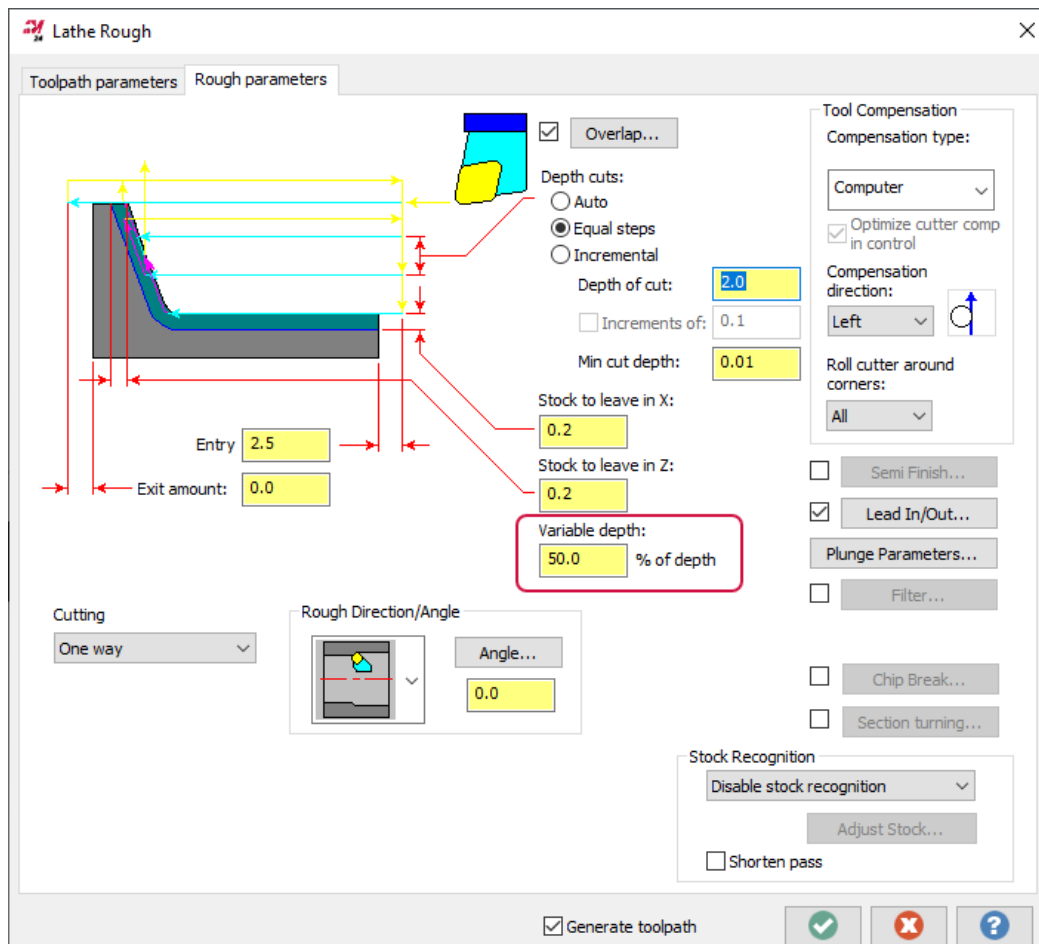 Lathe Rough
Toolpath parameters
Rough parameters
Overlap...
Depth cuts:
Auto
Equal steps
Incremental
Depth of cut:
2.0
Increments of:
0.1
Min cut depth:
0.01
Stock to leave in X:
0.2
Stock to leave in Z:
0.2
Variable depth:
50.0
% of depth
Entry
2.5
Exit amount:
0.0
Tool Compensation
Compensation type:
Computer
Optimize cutter comp
in control
Compensation
direction:
Left
Roll cutter around
corners:
All
Semi Finish...
Lead In/Out...
Plunge Parameters...
Filter...
Cutting
One way
Rough Direction/Angle
Angle...
0.0
Chip Break...
Section turning...
Stock Recognition
Disable stock recognition
Adjust Stock...
Shorten pass
Generate toolpath
?